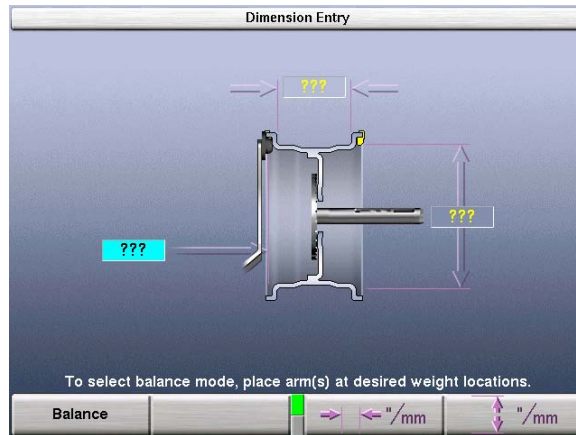 Dimension Entry
???
???
???
To select balance mode, place arm(s) at desired weight locations.
Balance
"/mm
"/mm